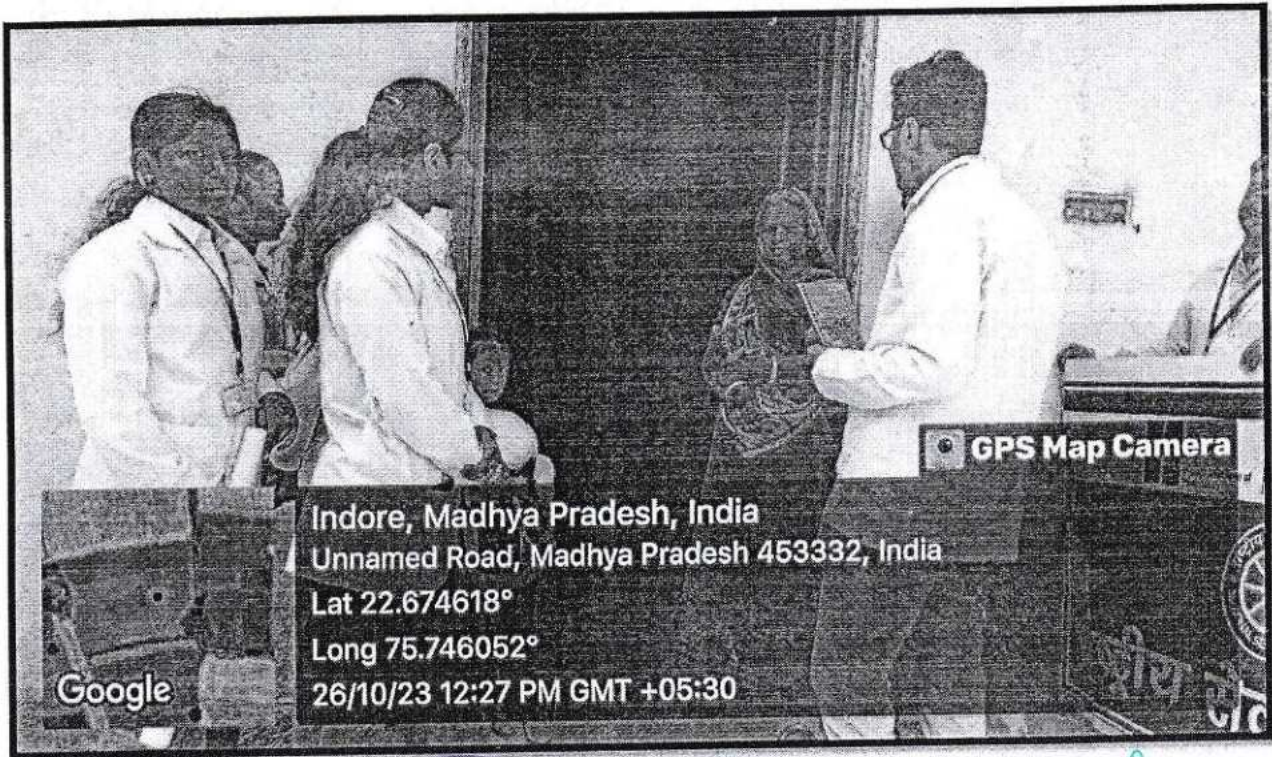 GPS Map Camera
Indore, Madhya Pradesh, India
Unnamed Road, Madhya Pradesh 453332, India
Lat 22.674618°
Long 75.746052°
26/10/23 12:27 PM GMT +05:30
Google